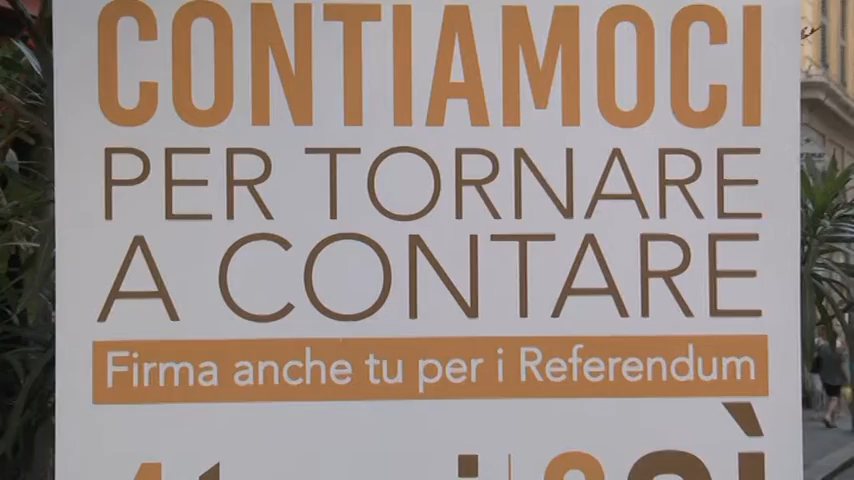 CONTIAMOCI
PER TORNARE
A CONTARE
Firma anche tu per i Referendum